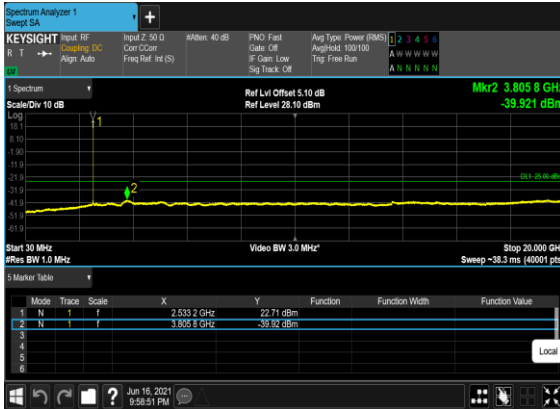 Spectrum Analyzer 1
Swept SA
+
KEYSIGHT Input: RF Input Z: 50 Ω #Atten: 40 dB PNO: Fast Avg Type: Power (RMS) 1 2 3 4 5 6
R T Coupling: DC Corr CCorr Gate: Off Avg|Hold: 100/100 A W W W W W
Align: Auto Freq Ref: Int (S) IF Gain: Low Trig: Free Run
Sig Track: Off A N N N N N
1 Spectrum Ref Lvl Offset 5.10 dB Mkr2 3.805 8 GHz
Scale/Div 10 dB Ref Level 28.10 dBm -39.921 dBm
Log
18.1
8.10
-1.90
-11.9
-21.9
DL1 -25.00 dBm
-31.9
-41.9
-51.9
-61.9
1
2
Start 30 MHz Video BW 3.0 MHz* Stop 20.000 GHz
#Res BW 1.0 MHz Sweep ~38.3 ms (40001 pts)
5 Marker Table
Mode Trace Scale X Y Function Function Width Function Value
1 N 1 f 2.533 2 GHz 22.71 dBm
2 N 1 f 3.805 8 GHz -39.92 dBm
3
4
5
6
Local
? Jun 16, 2021
9:58:51 PM